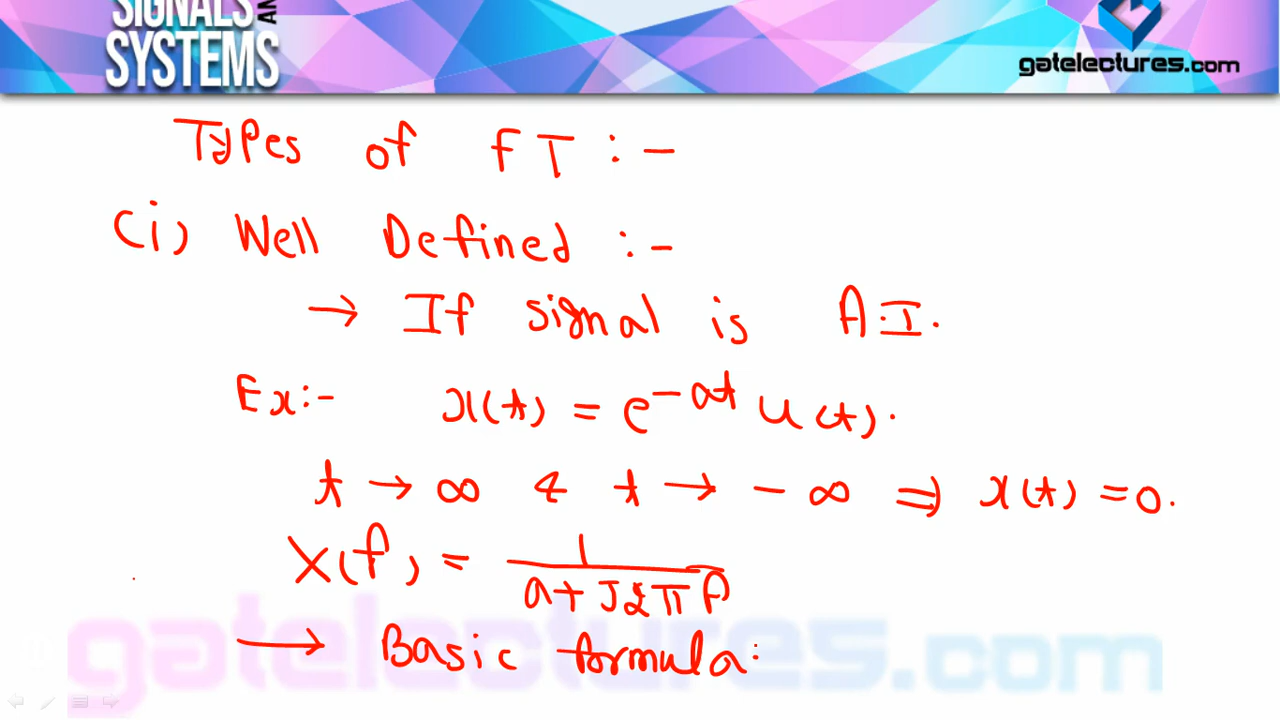 SIGNALS AN
SYSTEMS
gatelectures.com
Types of FT :-
(i) Well Defined :-
→ If signal is A.I.
Ex:- x(t) = e^{-at} u(t).
t → ∞ & t → -∞ ⇒ x(t) = 0.
X(f) = 1/(a+J2πf)
→ Basic formula:
gatelectures.com